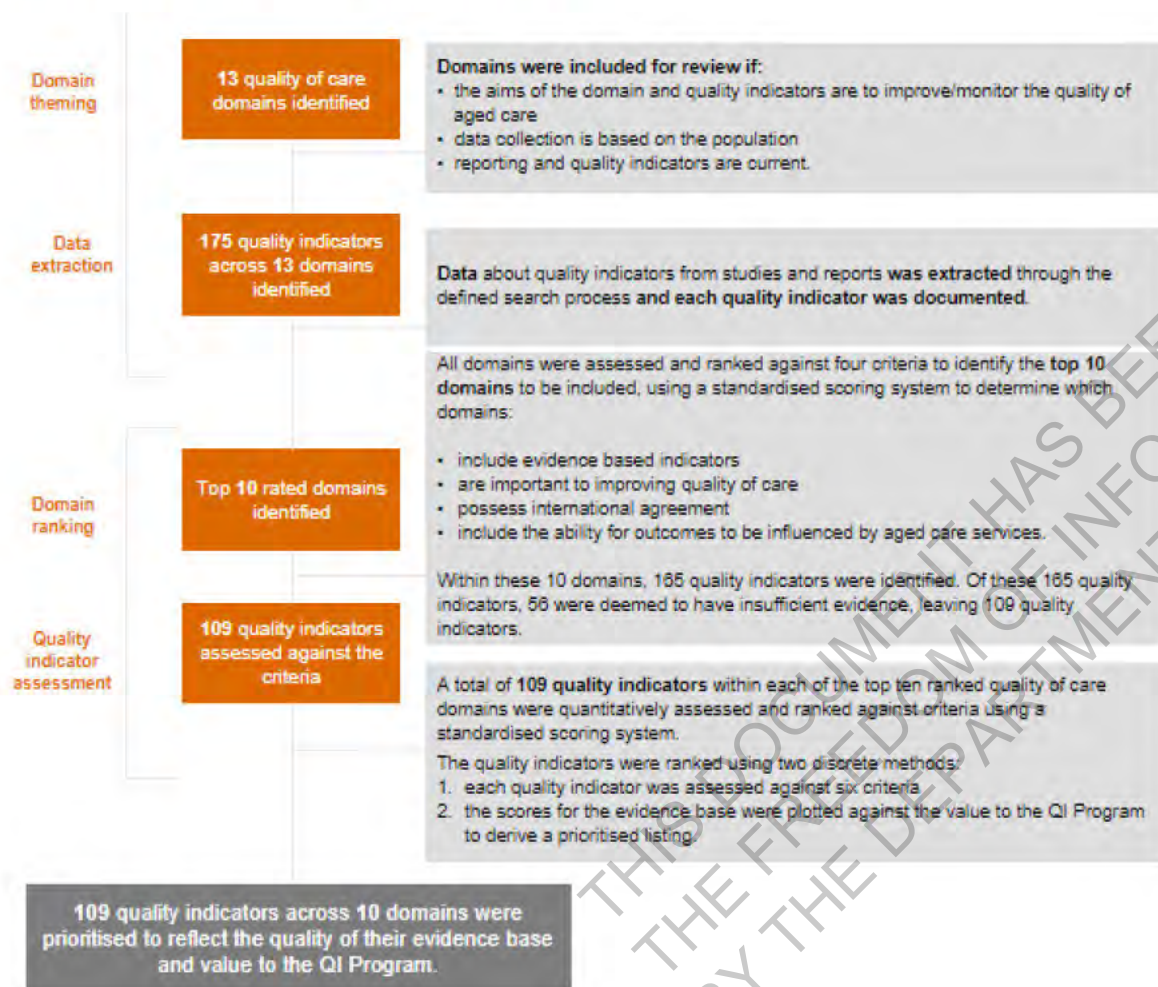 Domain
theming
13 quality of care
domains identified
Domains were included for review if:
• the aims of the domain and quality indicators are to improve/monitor the quality of
aged care
• data collection is based on the population
• reporting and quality indicators are current.
Data
extraction
175 quality indicators
across 13 domains
identified
Data about quality indicators from studies and reports was extracted through the
defined search process and each quality indicator was documented.
Domain
ranking
Top 10 rated domains
identified
All domains were assessed and ranked against four criteria to identify the top 10
domains to be included, using a standardised scoring system to determine which
domains:
• include evidence based indicators
• are important to improving quality of care
• possess international agreement
• include the ability for outcomes to be influenced by aged care services.
Within these 10 domains, 165 quality indicators were identified. Of these 165 quality
indicators, 56 were deemed to have insufficient evidence, leaving 109 quality
indicators.
Quality
indicator
assessment
109 quality indicators
assessed against the
criteria
A total of 109 quality indicators within each of the top ten ranked quality of care
domains were quantitatively assessed and ranked against criteria using a
standardised scoring system.
The quality indicators were ranked using two discrete methods:
1. each quality indicator was assessed against six criteria
2. the scores for the evidence base were plotted against the value to the QI Program
to derive a prioritised listing.
109 quality indicators across 10 domains were
prioritised to reflect the quality of their evidence base
and value to the QI Program.
THIS DOCUMENT HAS
THE FREEDOM OF
BY THE DEPARTMENT